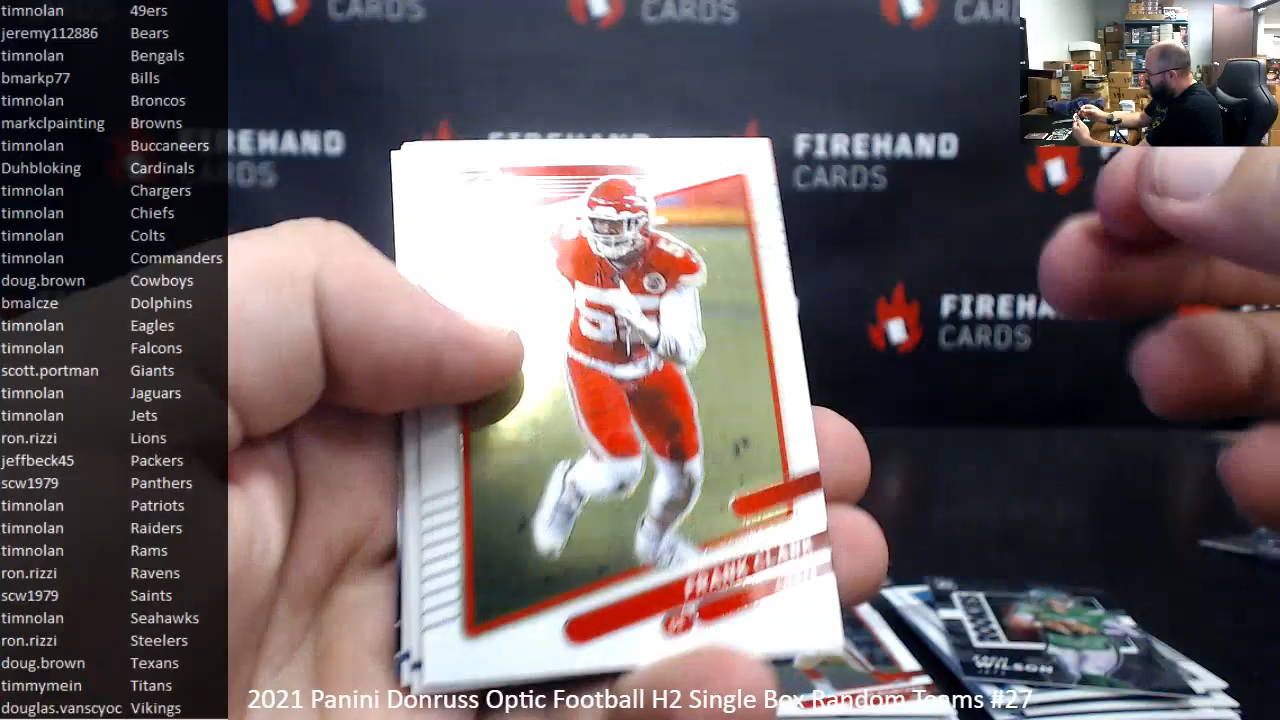 timnolan 49ers
jeremy112886 Bears
timnolan Bengals
bmarkp77 Bills
timnolan Broncos
markclpainting Browns
timnolan Buccaneers
Duhbloking Cardinals
timnolan Chargers
timnolan Chiefs
timnolan Colts
timnolan Commanders
doug.brown Cowboys
bmalcze Dolphins
timnolan Eagles
timnolan Falcons
scott.portman Giants
timnolan Jaguars
timnolan Jets
ron.rizzi Lions
jeffbeck45 Packers
scw1979 Panthers
timnolan Patriots
timnolan Raiders
timnolan Rams
ron.rizzi Ravens
scw1979 Saints
timnolan Seahawks
ron.rizzi Steelers
doug.brown Texans
timmymein Titans
douglas.vanscyoc Vikings
CARDS
CARDS
FIREHAND
CARDS
FIREHAND
CARDS
55
FRANK CLARK
WILSON
2021 Panini Donruss Optic Football H2 Single Box Random Teams #27